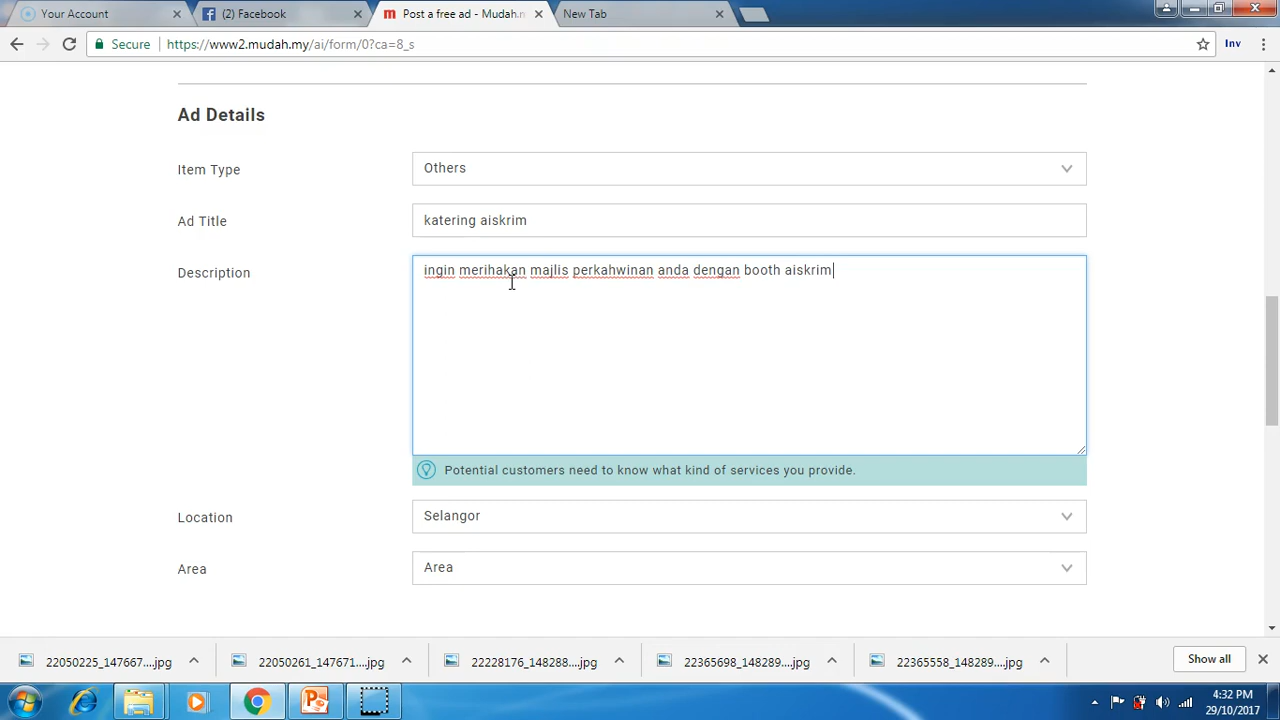 Your Account
(2) Facebook
Post a free ad - Mudah.n
New Tab
Secure
https://www2.mudah.my/ai/form/0?ca=8_s
Inv
Ad Details
Item Type
Others
Ad Title
katering aiskrim
Description
ingin merihakan majlis perkahwinan anda dengan booth aiskrim
Potential customers need to know what kind of services you provide.
Location
Selangor
Area
Area
22050225_147667....jpg
22050261_147671....jpg
22228176_148288....jpg
22365698_148289....jpg
22365558_148289....jpg
Show all
4:32 PM
29/10/2017